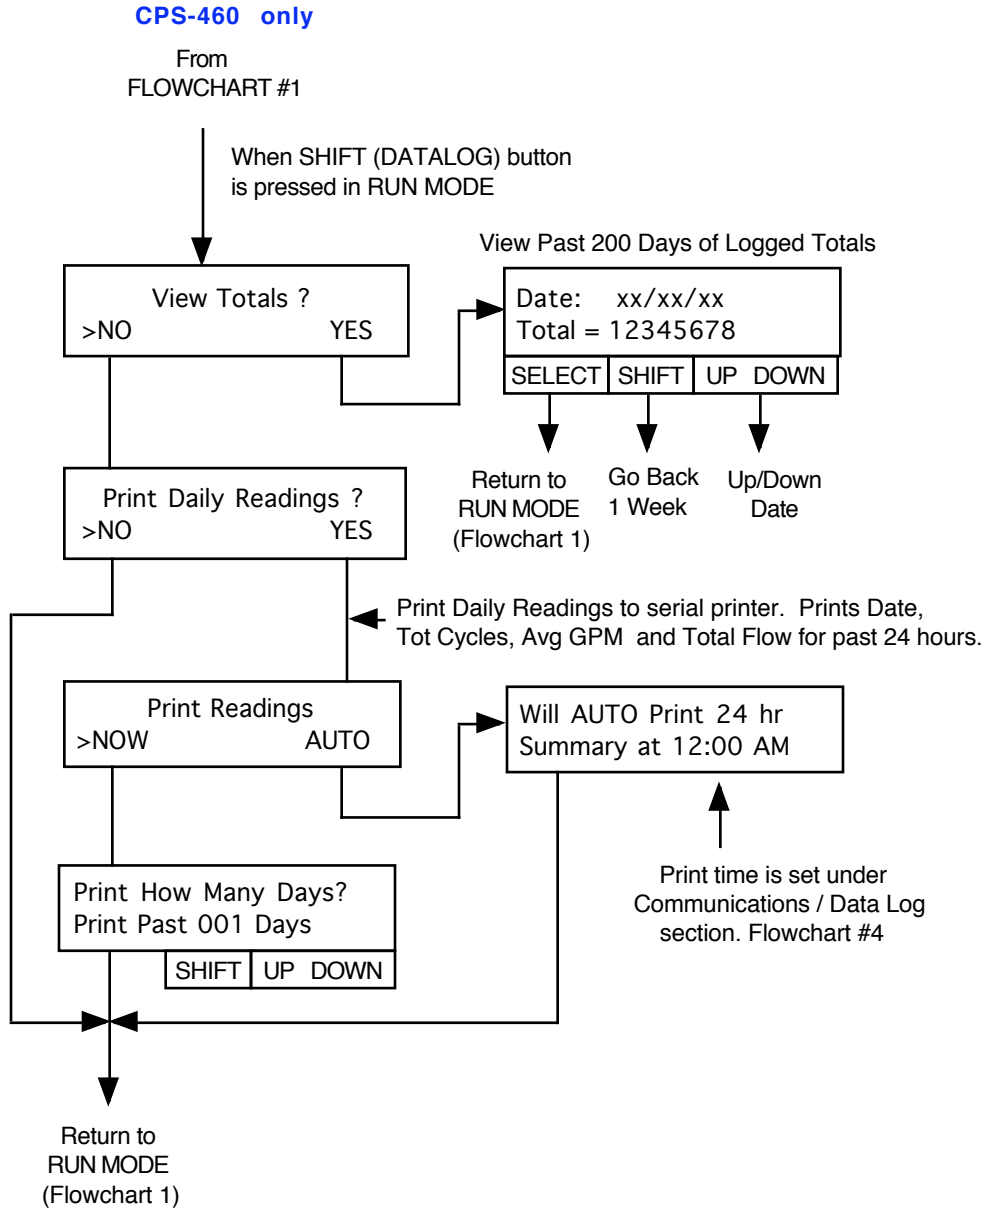 CPS-460 only
From
FLOWCHART #1
When SHIFT (DATALOG) button
is pressed in RUN MODE
View Past 200 Days of Logged Totals
View Totals ?
>NO YES
Date: xx/xx/xx
Total = 12345678
SELECT SHIFT UP DOWN
Return to
RUN MODE
(Flowchart 1)
Go Back
1 Week
Up/Down
Date
Print Daily Readings ?
>NO YES
Print Daily Readings to serial printer. Prints Date,
Tot Cycles, Avg GPM and Total Flow for past 24 hours.
Print Readings
>NOW AUTO
Will AUTO Print 24 hr
Summary at 12:00 AM
Print time is set under
Communications / Data Log
section. Flowchart #4
Print How Many Days?
Print Past 001 Days
SHIFT UP DOWN
Return to
RUN MODE
(Flowchart 1)